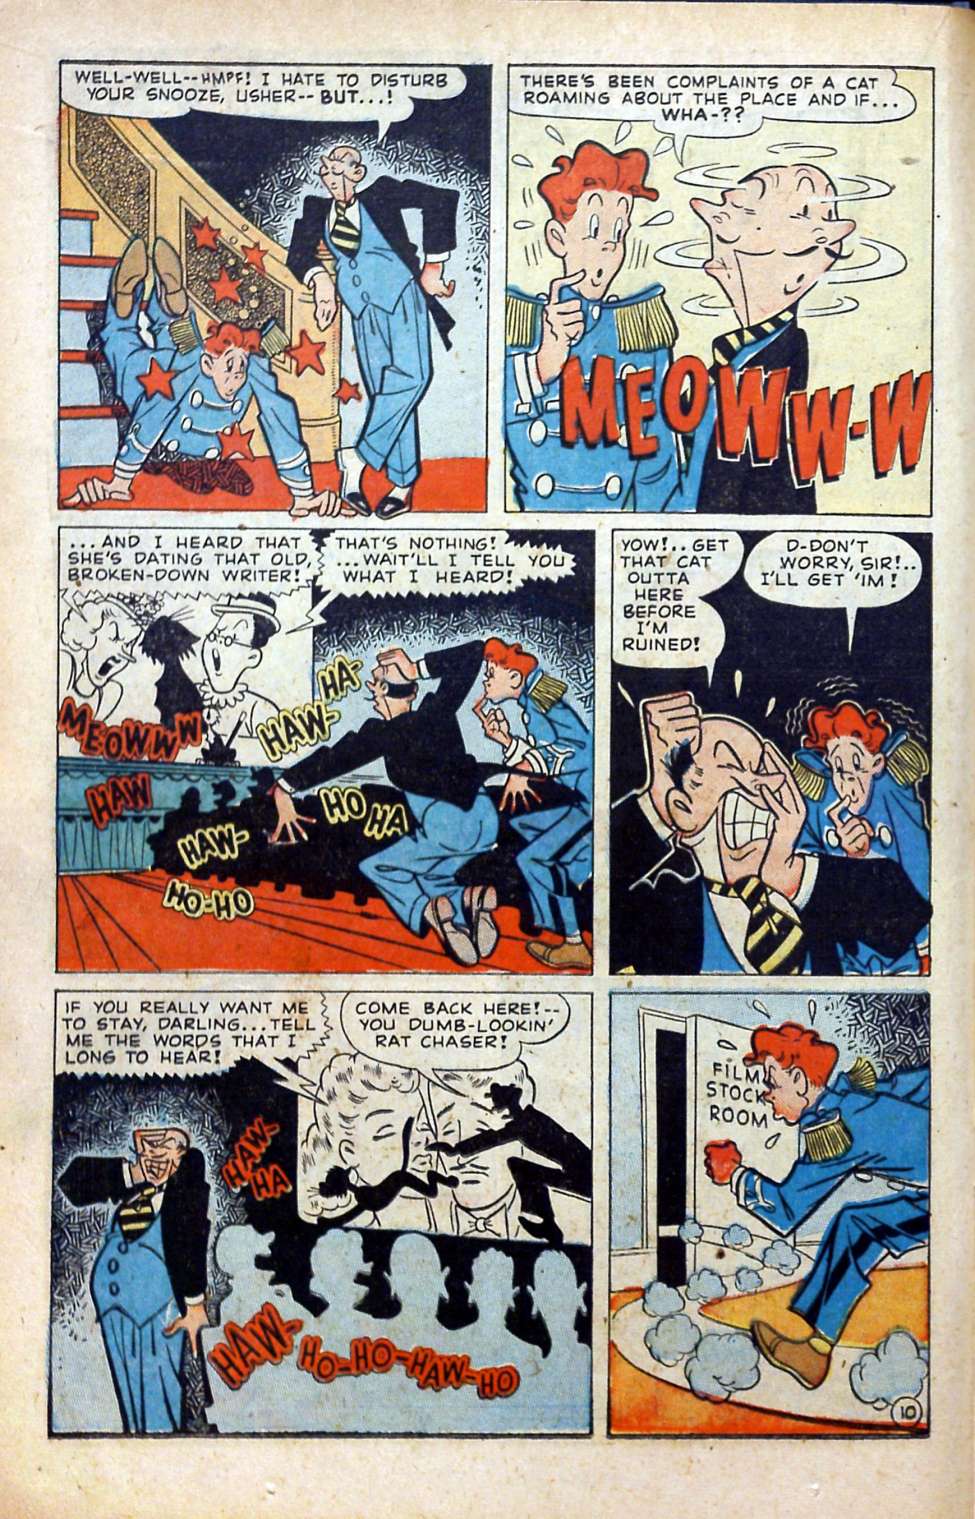 WELL-WELL--HMPF! I HATE TO DISTURB
YOUR SNOOZE, USHER-- BUT...!
THERE'S BEEN COMPLAINTS OF A CAT
ROAMING ABOUT THE PLACE AND IF...
WHA-??
MEOWW-W
...AND I HEARD THAT
SHE'S DATING THAT OLD,
BROKEN-DOWN WRITER!
THAT'S NOTHING!
...WAIT'LL I TELL YOU
WHAT I HEARD!
MEOWWW
HAW
HAW-
HA-
HO HA
HAW-
HO-HO
YOW!..GET
THAT CAT
OUTTA
HERE
BEFORE
I'M
RUINED!
D-DON'T
WORRY, SIR!..
I'LL GET 'IM!
IF YOU REALLY WANT ME
TO STAY, DARLING...TELL
ME THE WORDS THAT I
LONG TO HEAR!
COME BACK HERE!--
YOU DUMB-LOOKIN'
RAT CHASER!
HAW-
HA
HAW-
HO-HO-HAW-HO
FILM
STOCK
ROOM
10